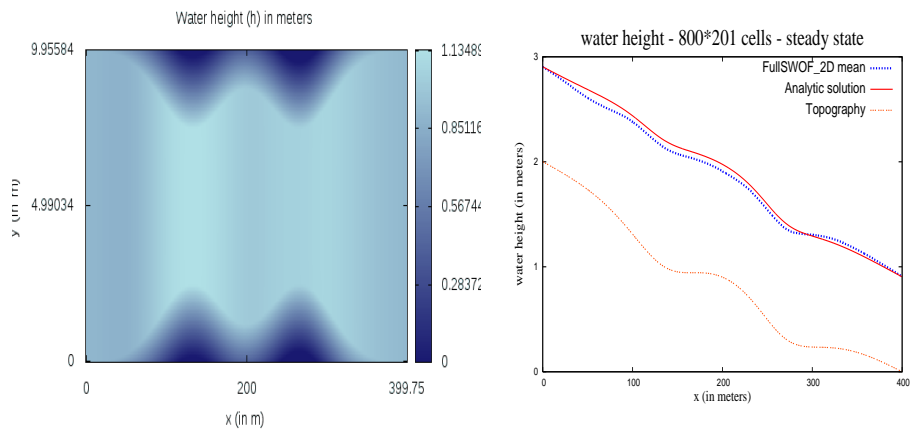 Water height (h) in meters
9.95584
4.99034
0
y (in m)
0
200
399.75
x (in m)
1.13489
0.85116
0.56744
0.28372
0
water height - 800*201 cells - steady state
FullSWOF_2D mean
Analytic solution
Topography
3
2
1
0
water height (in meters)
0
100
200
300
400
x (in meters)